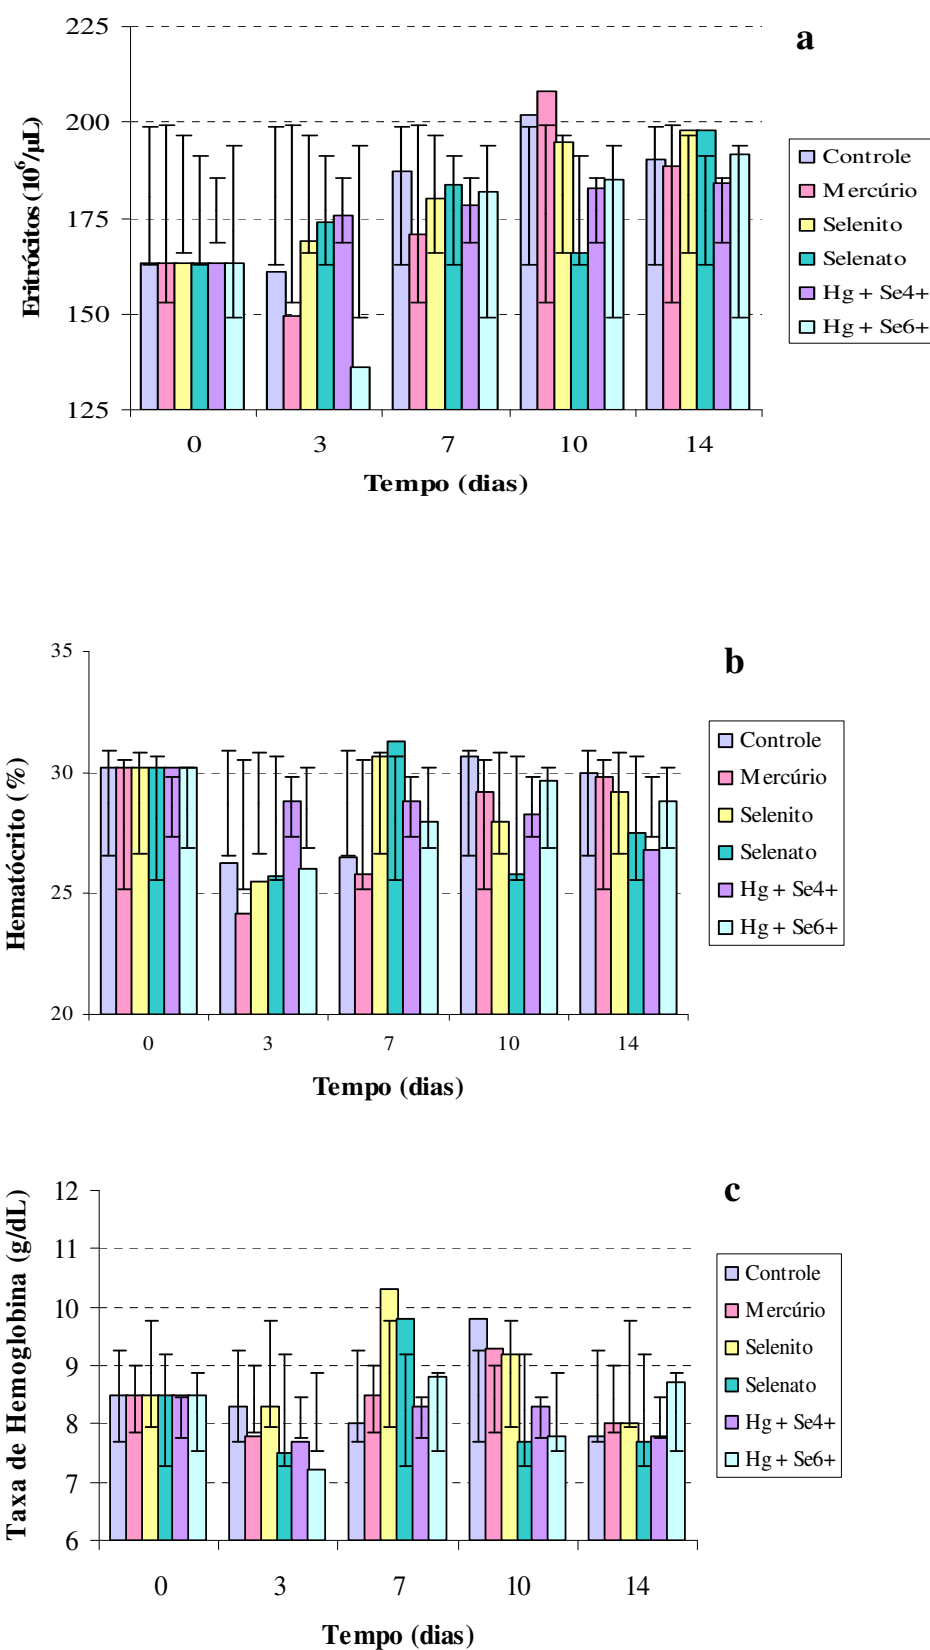 a
225
200
175
150
125
Eritrócitos (10⁶/µL)
0 3 7 10 14
Tempo (dias)
Controle
Mercúrio
Selenito
Selenato
Hg + Se4+
Hg + Se6+
b
35
30
25
20
Hematócrito (%)
0 3 7 10 14
Tempo (dias)
Controle
Mercúrio
Selenito
Selenato
Hg + Se4+
Hg + Se6+
c
12
11
10
9
8
7
6
Taxa de Hemoglobina (g/dL)
0 3 7 10 14
Tempo (dias)
Controle
Mercúrio
Selenito
Selenato
Hg + Se4+
Hg + Se6+